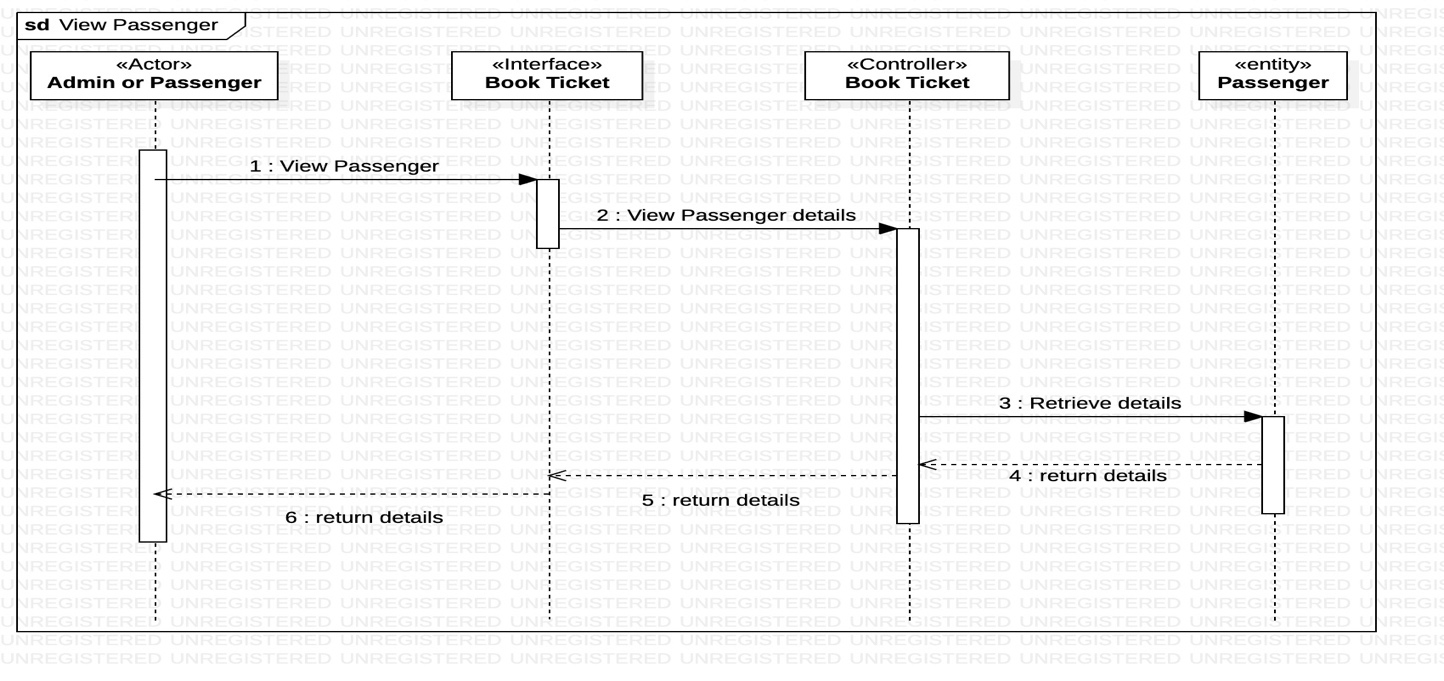 sd View Passenger
«Actor»
Admin or Passenger
«Interface»
Book Ticket
«Controller»
Book Ticket
«entity»
Passenger
1 : View Passenger
2 : View Passenger details
3 : Retrieve details
4 : return details
5 : return details
6 : return details
UNREGISTERED